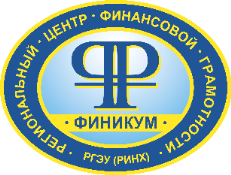 РЕГИОНАЛЬНЫЙ · ЦЕНТР · ФИНАНСОВОЙ · ГРАМОТНОСТИ
· ФИНИКУМ ·
РГЭУ (РИНХ)